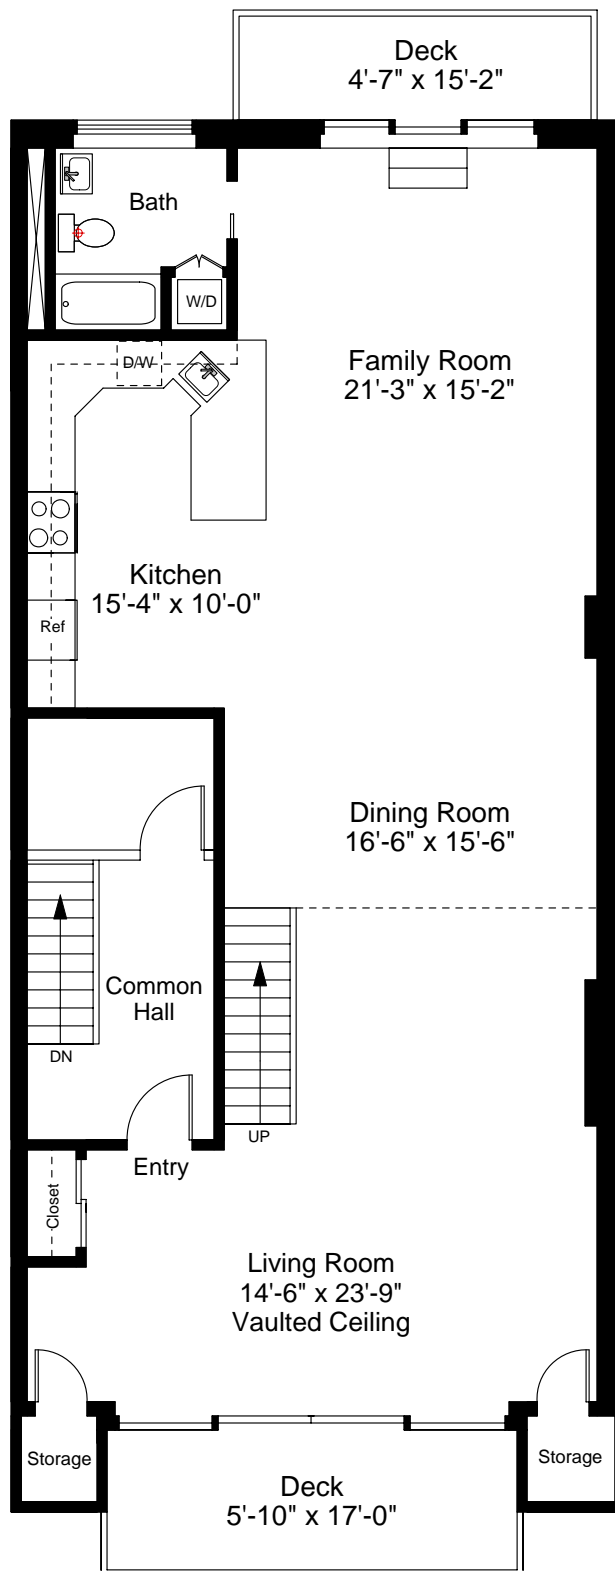 Deck
4'-7" x 15'-2"
Bath
W/D
D/W
Family Room
21'-3" x 15'-2"
Kitchen
15'-4" x 10'-0"
Ref
Dining Room
16'-6" x 15'-6"
Common
Hall
DN
UP
Entry
Closet
Living Room
14'-6" x 23'-9"
Vaulted Ceiling
Storage
Storage
Deck
5'-10" x 17'-0"